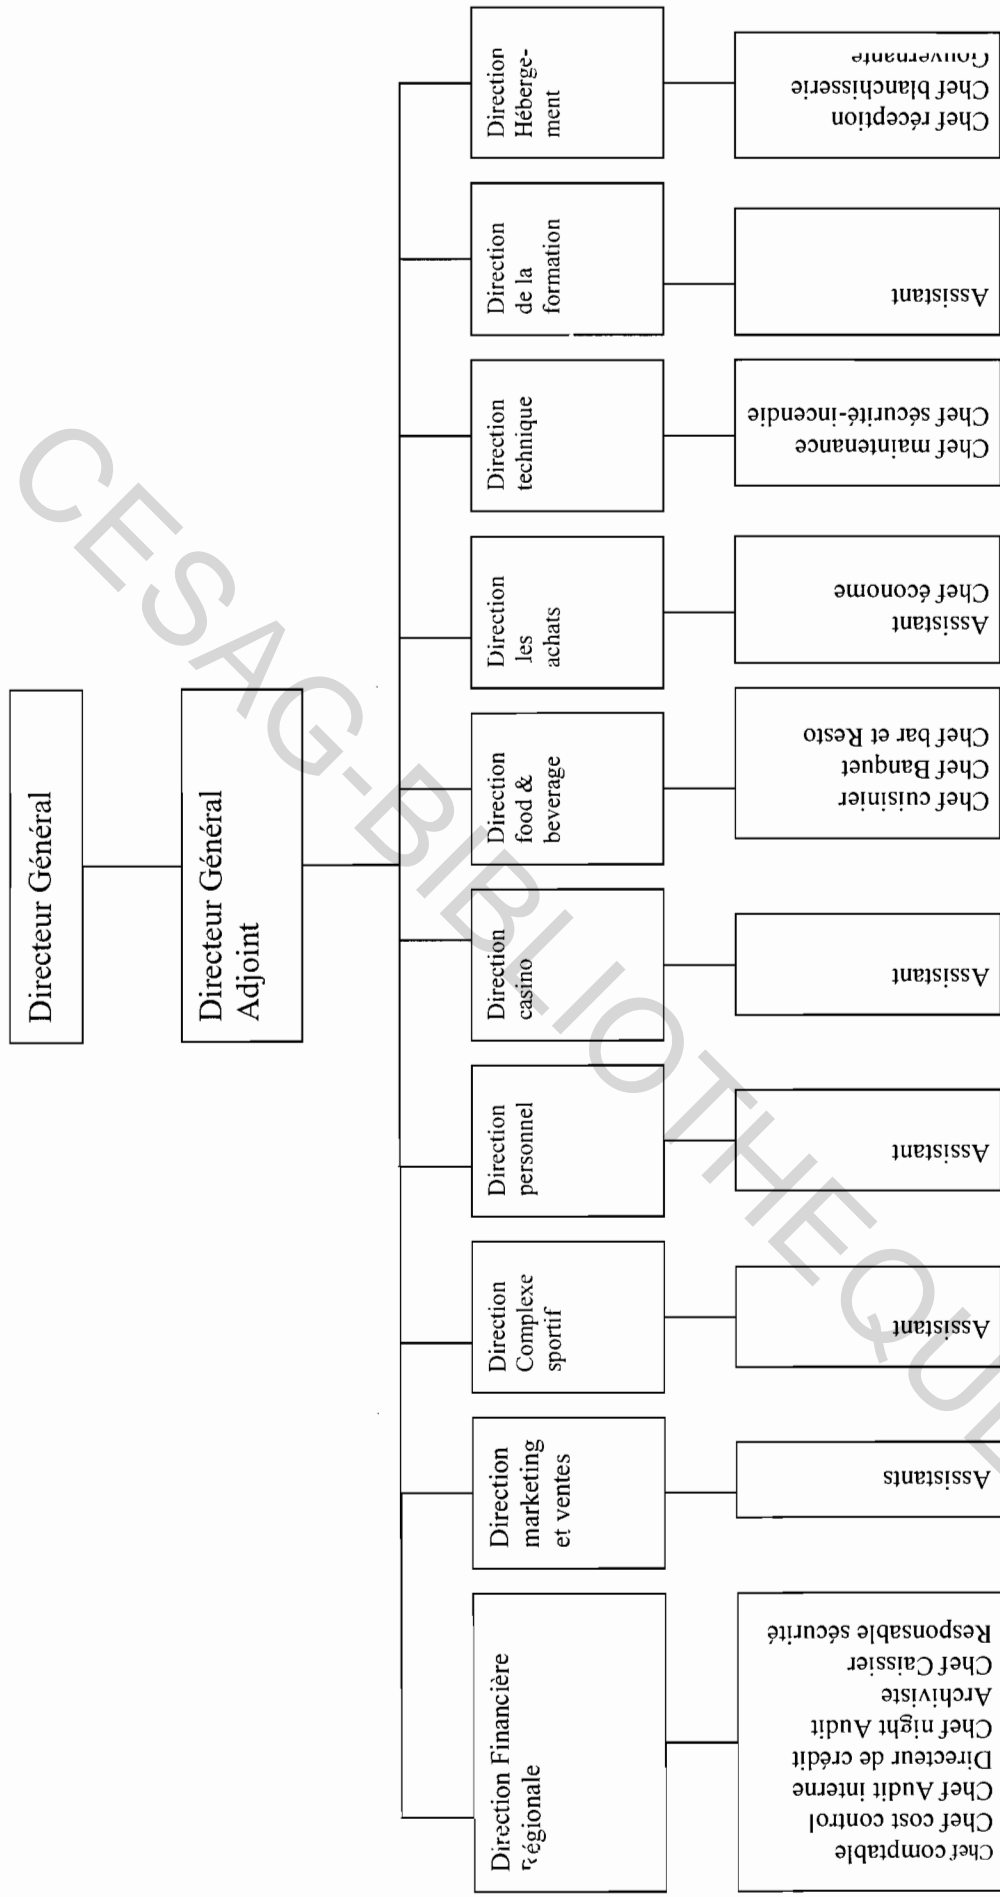 Directeur Général
Directeur Général
Adjoint
Direction Financière
Régionale
Direction
marketing
et ventes
Direction
Complexe
sportif
Direction
personnel
Direction
casino
Direction
food &
beverage
Direction
les
achats
Direction
technique
Direction
de la
formation
Direction
Héberge-
ment
Chef comptable
Chef cost control
Chef Audit interne
Directeur de crédit
Chef night Audit
Archiviste
Chef Caissier
Responsable sécurité
Assistants
Assistant
Assistant
Assistant
Chef cuisinier
Chef Banquet
Chef bar et Resto
Assistant
Chef économe
Chef maintenance
Chef sécurité-incendie
Assistant
Chef réception
Chef blanchisserie
Gouvernante
CESAG-BIBLIOTHEQUE